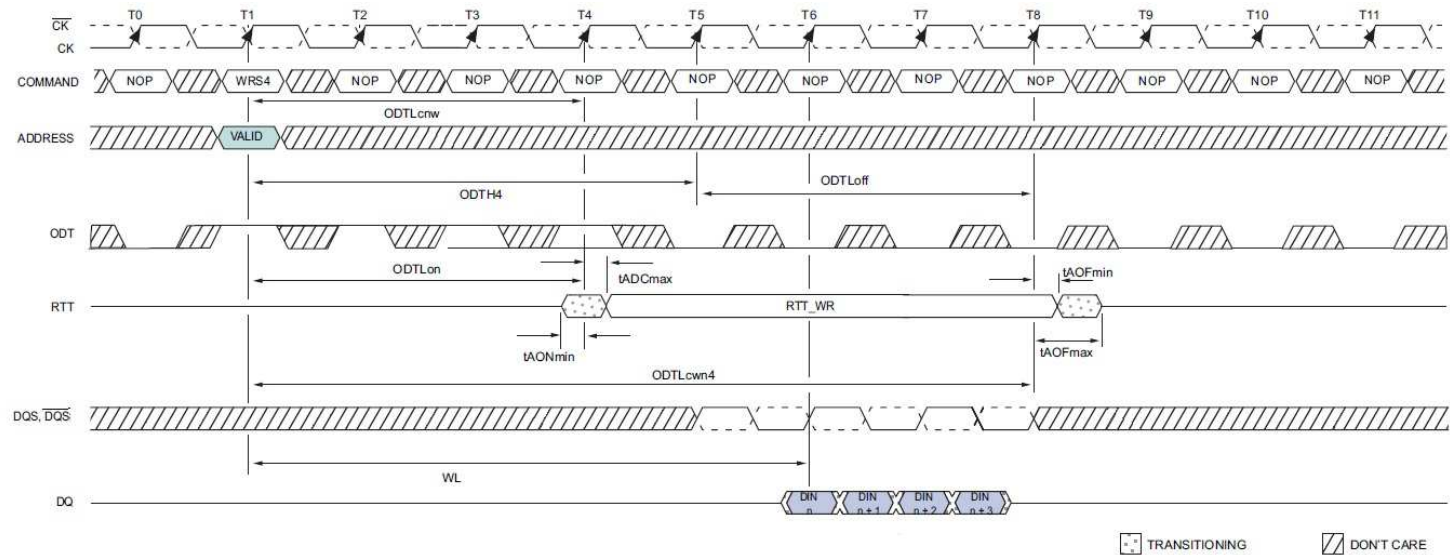 T0 T1 T2 T3 T4 T5 T6 T7 T8 T9 T10 T11
CK
CK
COMMAND NOP WRS4 NOP NOP NOP NOP NOP NOP NOP NOP NOP NOP
ODTLcnw
ADDRESS VALID
ODTH4 ODTLoff
ODT
ODTLon tADCmax tAOFmin
RTT RTT_WR
tAONmin tAOFmax
ODTLcwn4
DQS, DQS
WL
DQ DIN n DIN n + 1 DIN n + 2 DIN n + 3
TRANSITIONING DON'T CARE